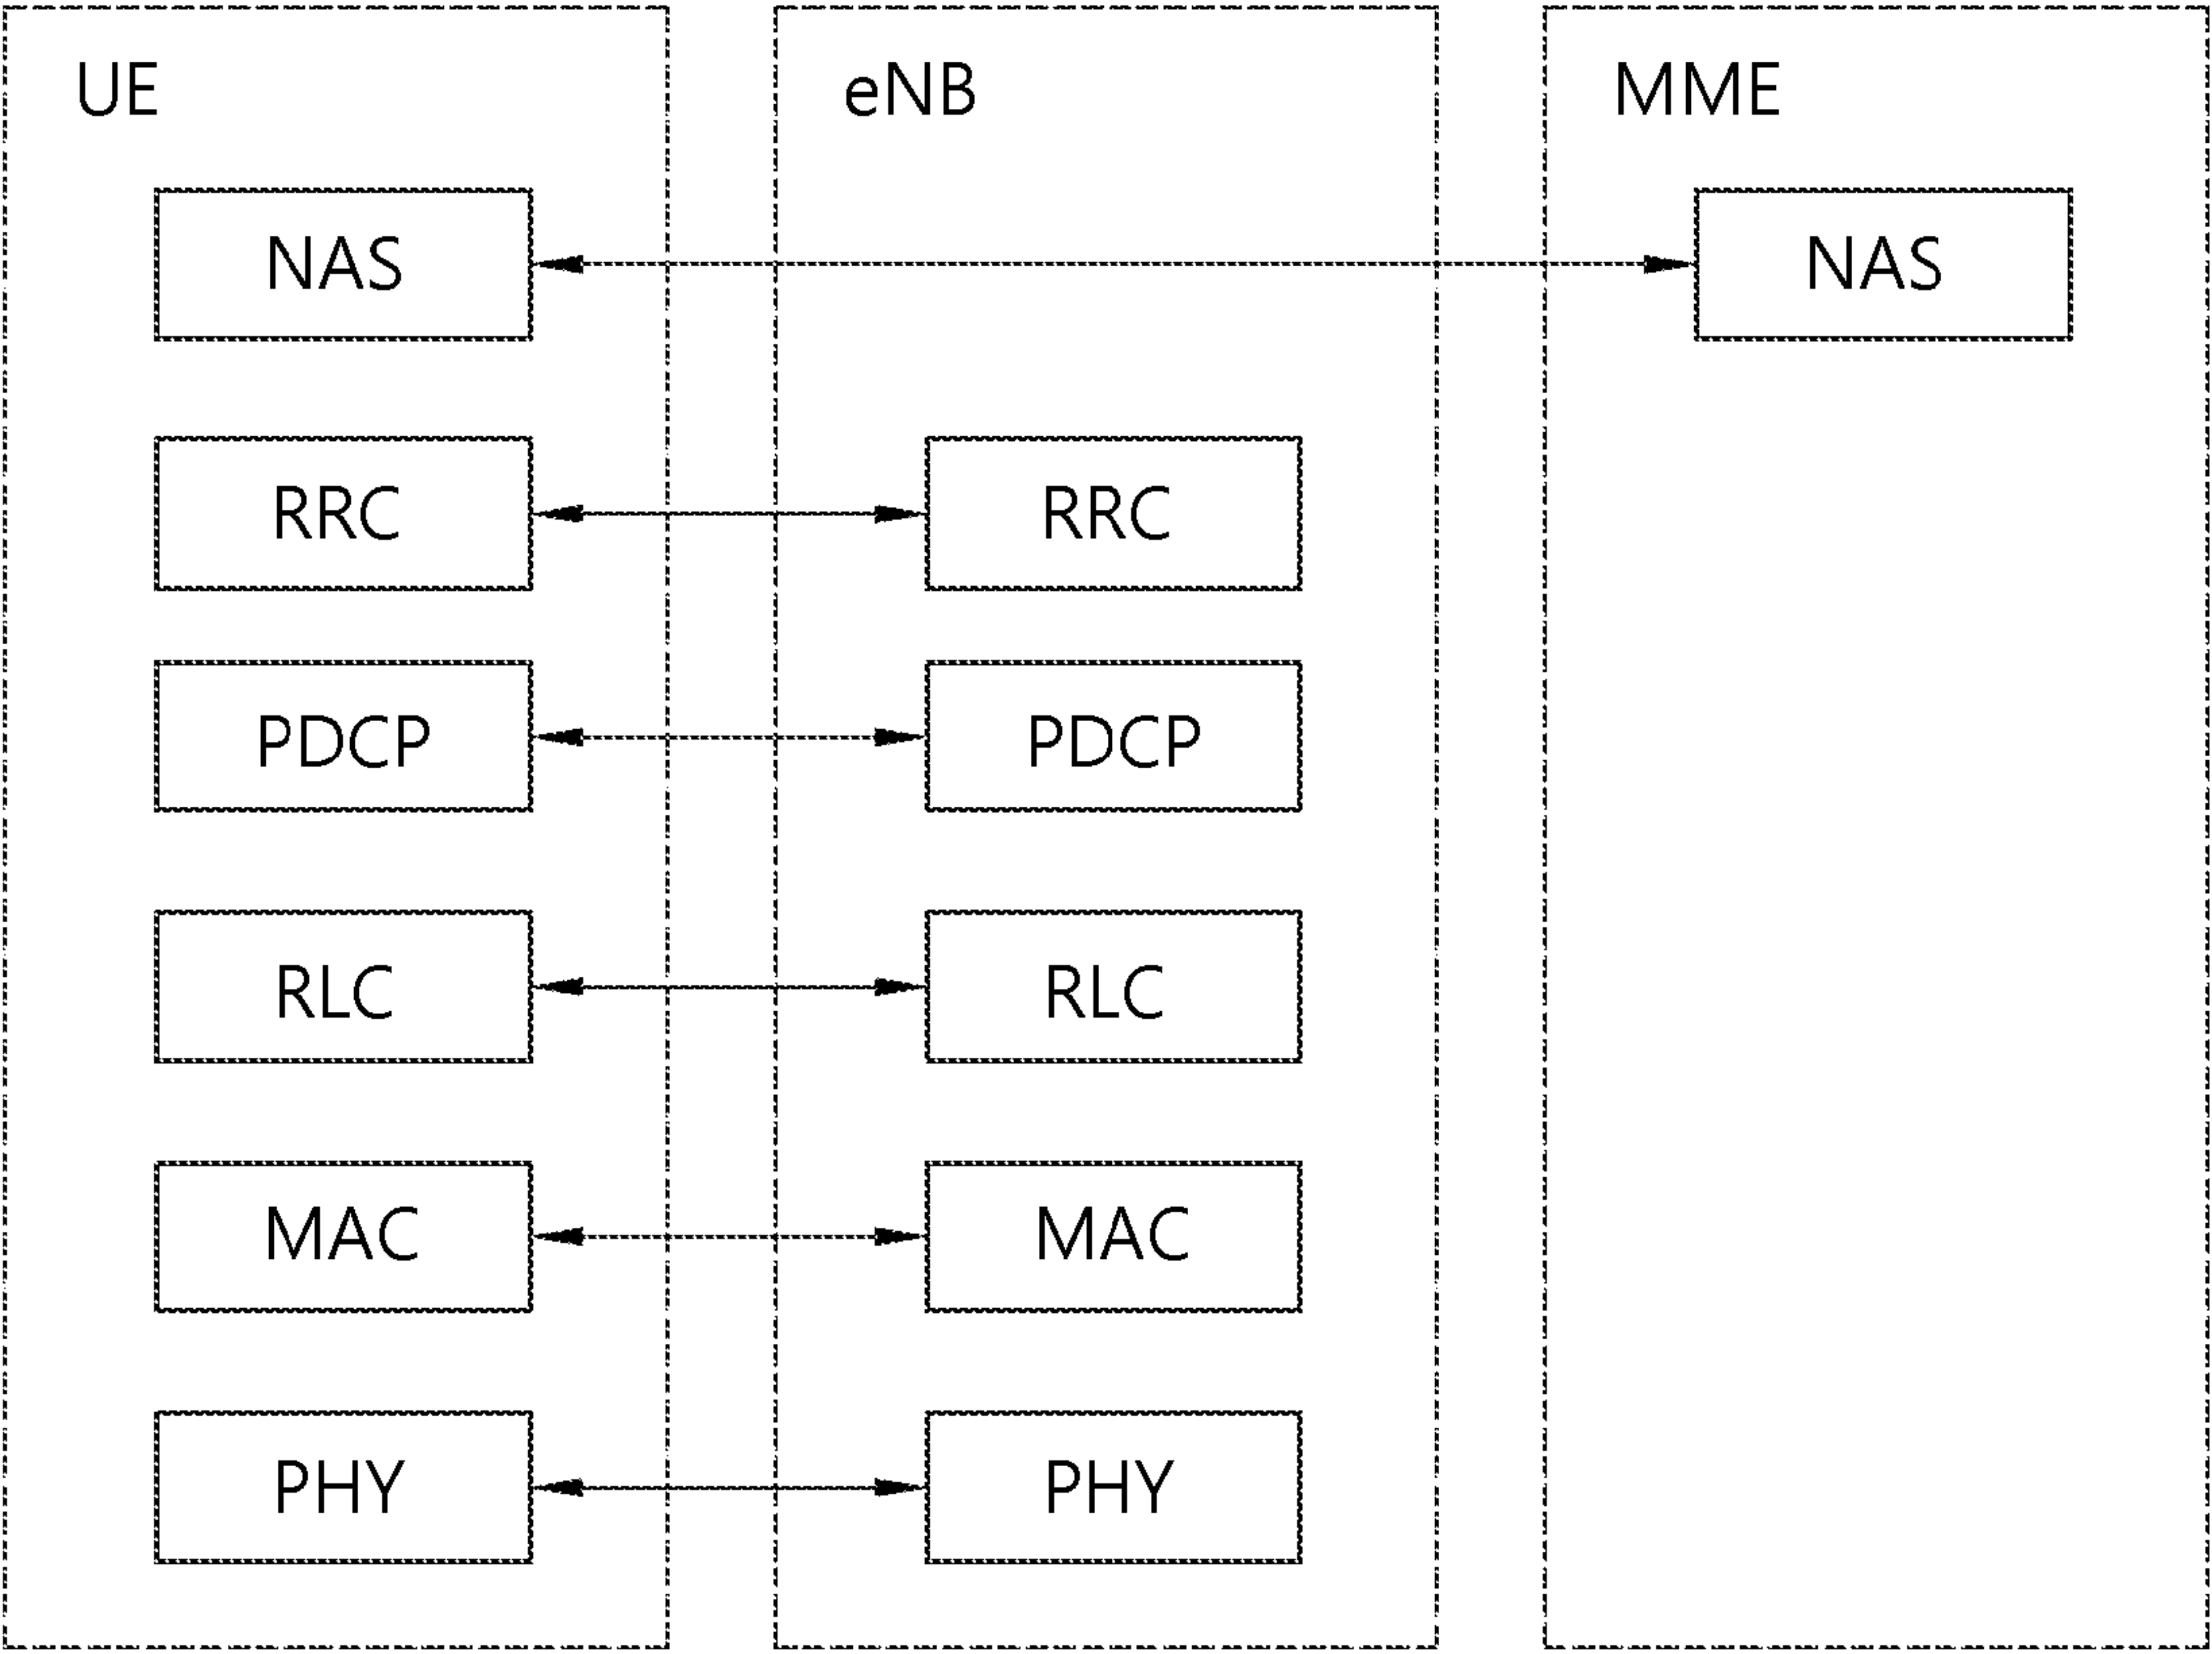 UE
eNB
MME
NAS
NAS
RRC
RRC
PDCP
PDCP
RLC
RLC
MAC
MAC
PHY
PHY